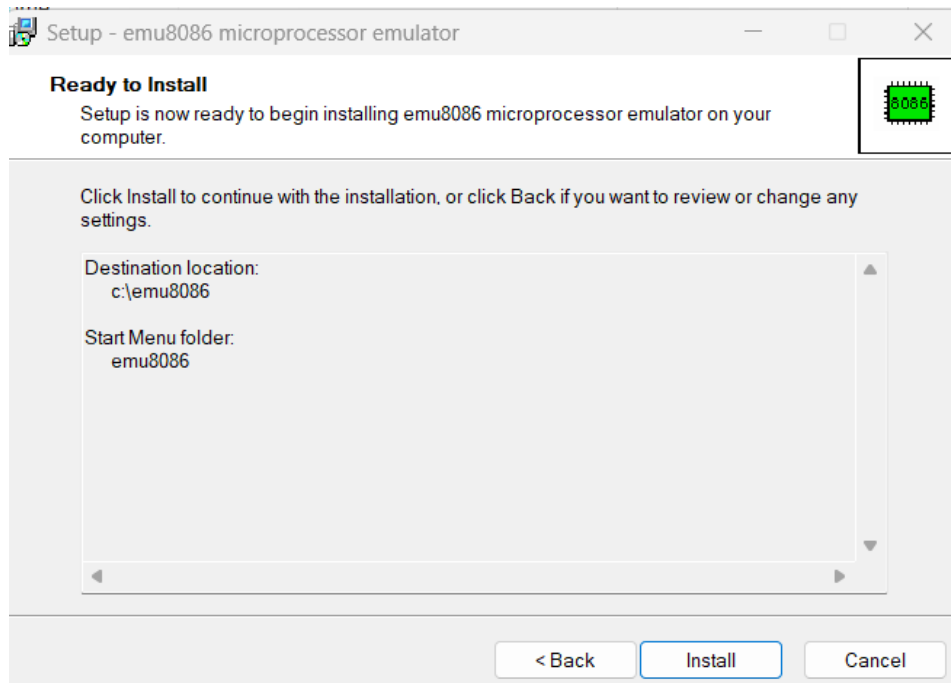 Setup - emu8086 microprocessor emulator
Ready to Install
Setup is now ready to begin installing emu8086 microprocessor emulator on your
computer.
8086
Click Install to continue with the installation, or click Back if you want to review or change any
settings.
Destination location:
c:\emu8086
Start Menu folder:
emu8086
< Back
Install
Cancel